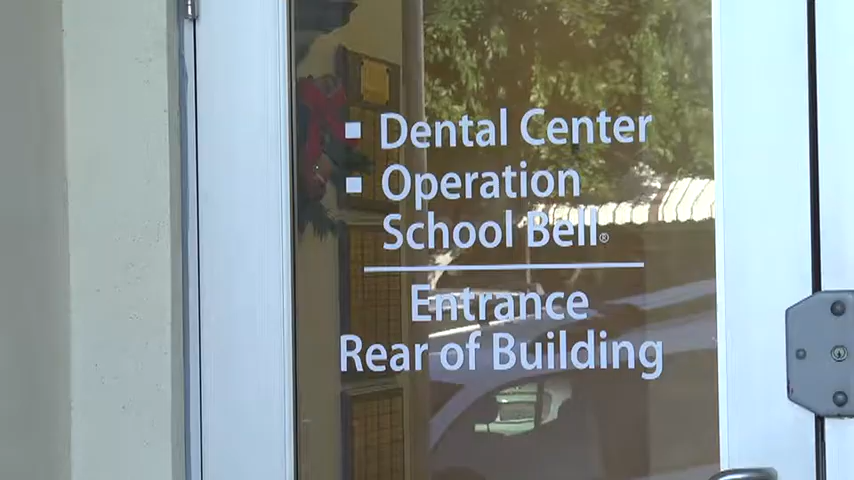 ▪ Dental Center
▪ Operation
School Bell®
Entrance
Rear of Building